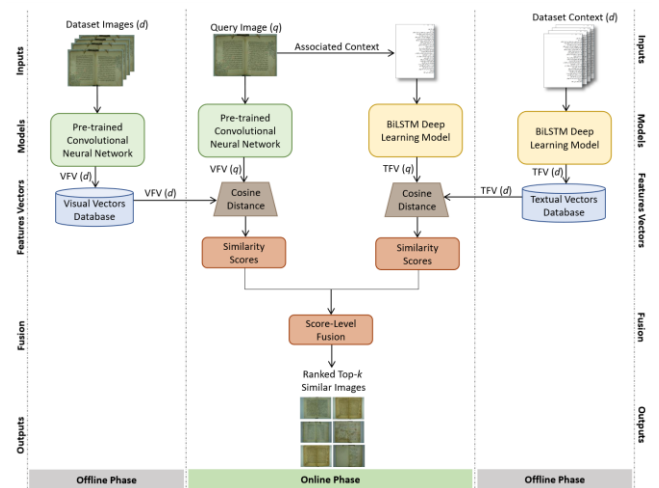 Dataset Images (d)
Query Image (q)
Dataset Context (d)
Associated Context
Inputs
Inputs
Pre-trained
Convolutional
Neural Network
Pre-trained
Convolutional
Neural Network
BiLSTM Deep
Learning Model
BiLSTM Deep
Learning Model
Models
Models
VFV (d)
VFV (q)
TFV (q)
TFV (d)
Visual Vectors
Database
VFV (d)
Cosine
Distance
Cosine
Distance
TFV (d)
Textual Vectors
Database
Features Vectors
Features Vectors
Similarity
Scores
Similarity
Scores
Score-Level
Fusion
Fusion
Fusion
Ranked Top-k
Similar Images
Outputs
Outputs
Offline Phase
Online Phase
Offline Phase